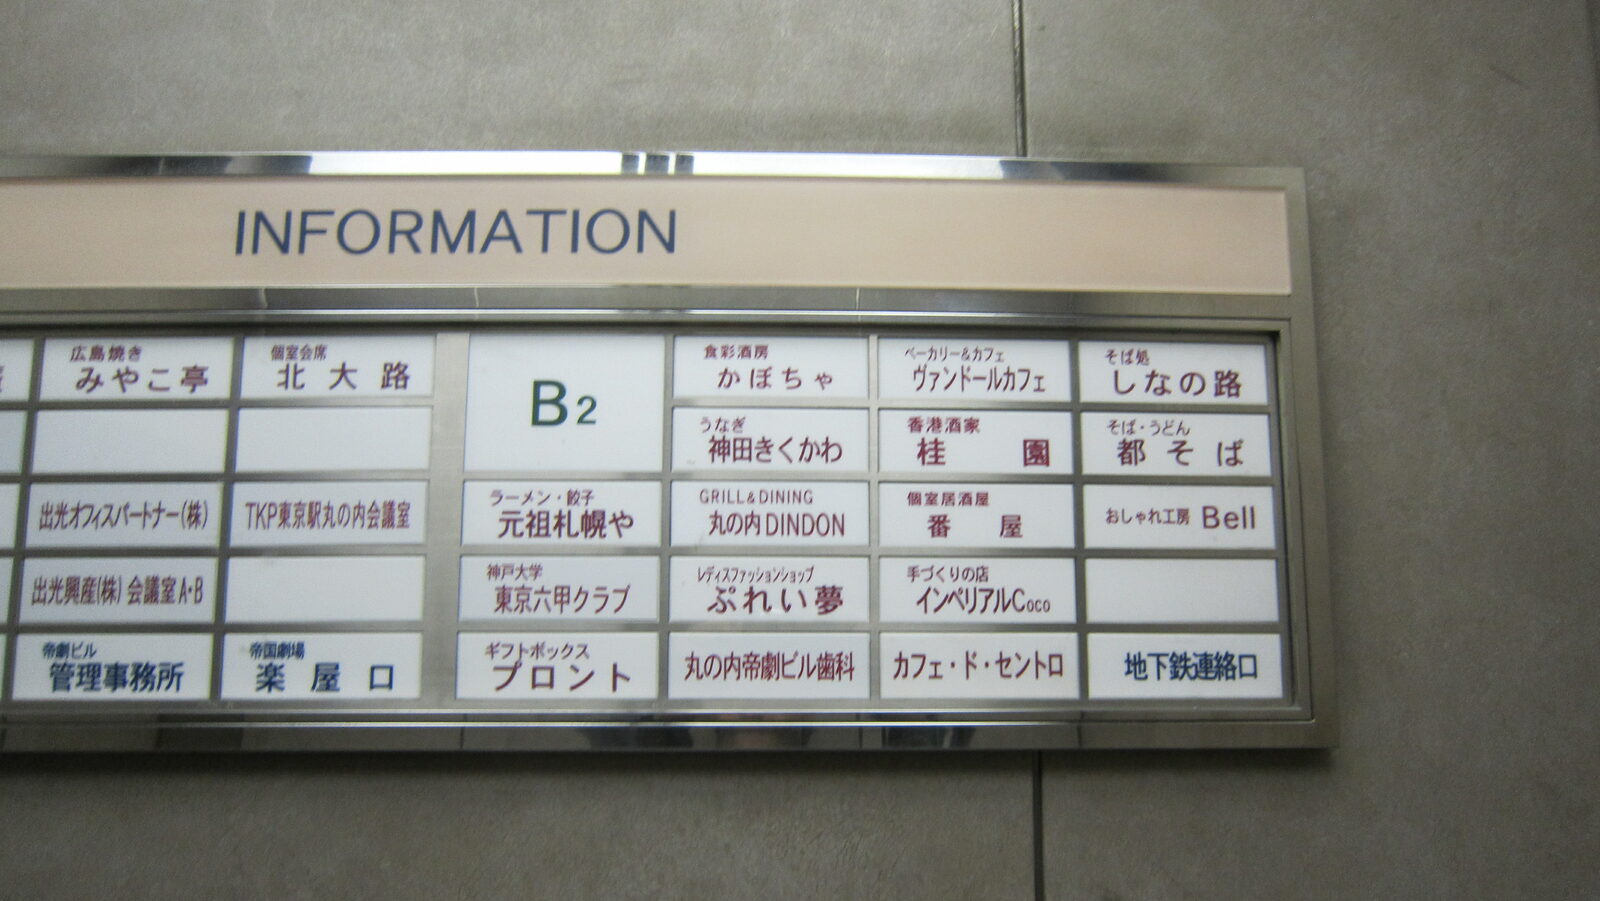 INFORMATION
広島焼き
みやこ亭
個室会席
北大路
出光オフィスパートナー(株)
TKP東京駅丸の内会議室
出光興産(株) 会議室A・B
帝劇ビル
管理事務所
帝国劇場
楽屋口
B2
ラーメン・餃子
元祖札幌や
神戸大学
東京六甲クラブ
ギフトボックス
プロント
食彩酒房
かぼちゃ
うなぎ
神田きくかわ
GRILL&DINING
丸の内DINDON
レディスファッションショップ
ぷれい夢
丸の内帝劇ビル歯科
ベーカリー&カフェ
ヴァンドールカフェ
香港酒家
桂園
個室居酒屋
番屋
手づくりの店
インペリアルCoco
カフェ・ド・セントロ
そば処
しなの路
そば・うどん
都そば
おしゃれ工房 Bell
地下鉄連絡口